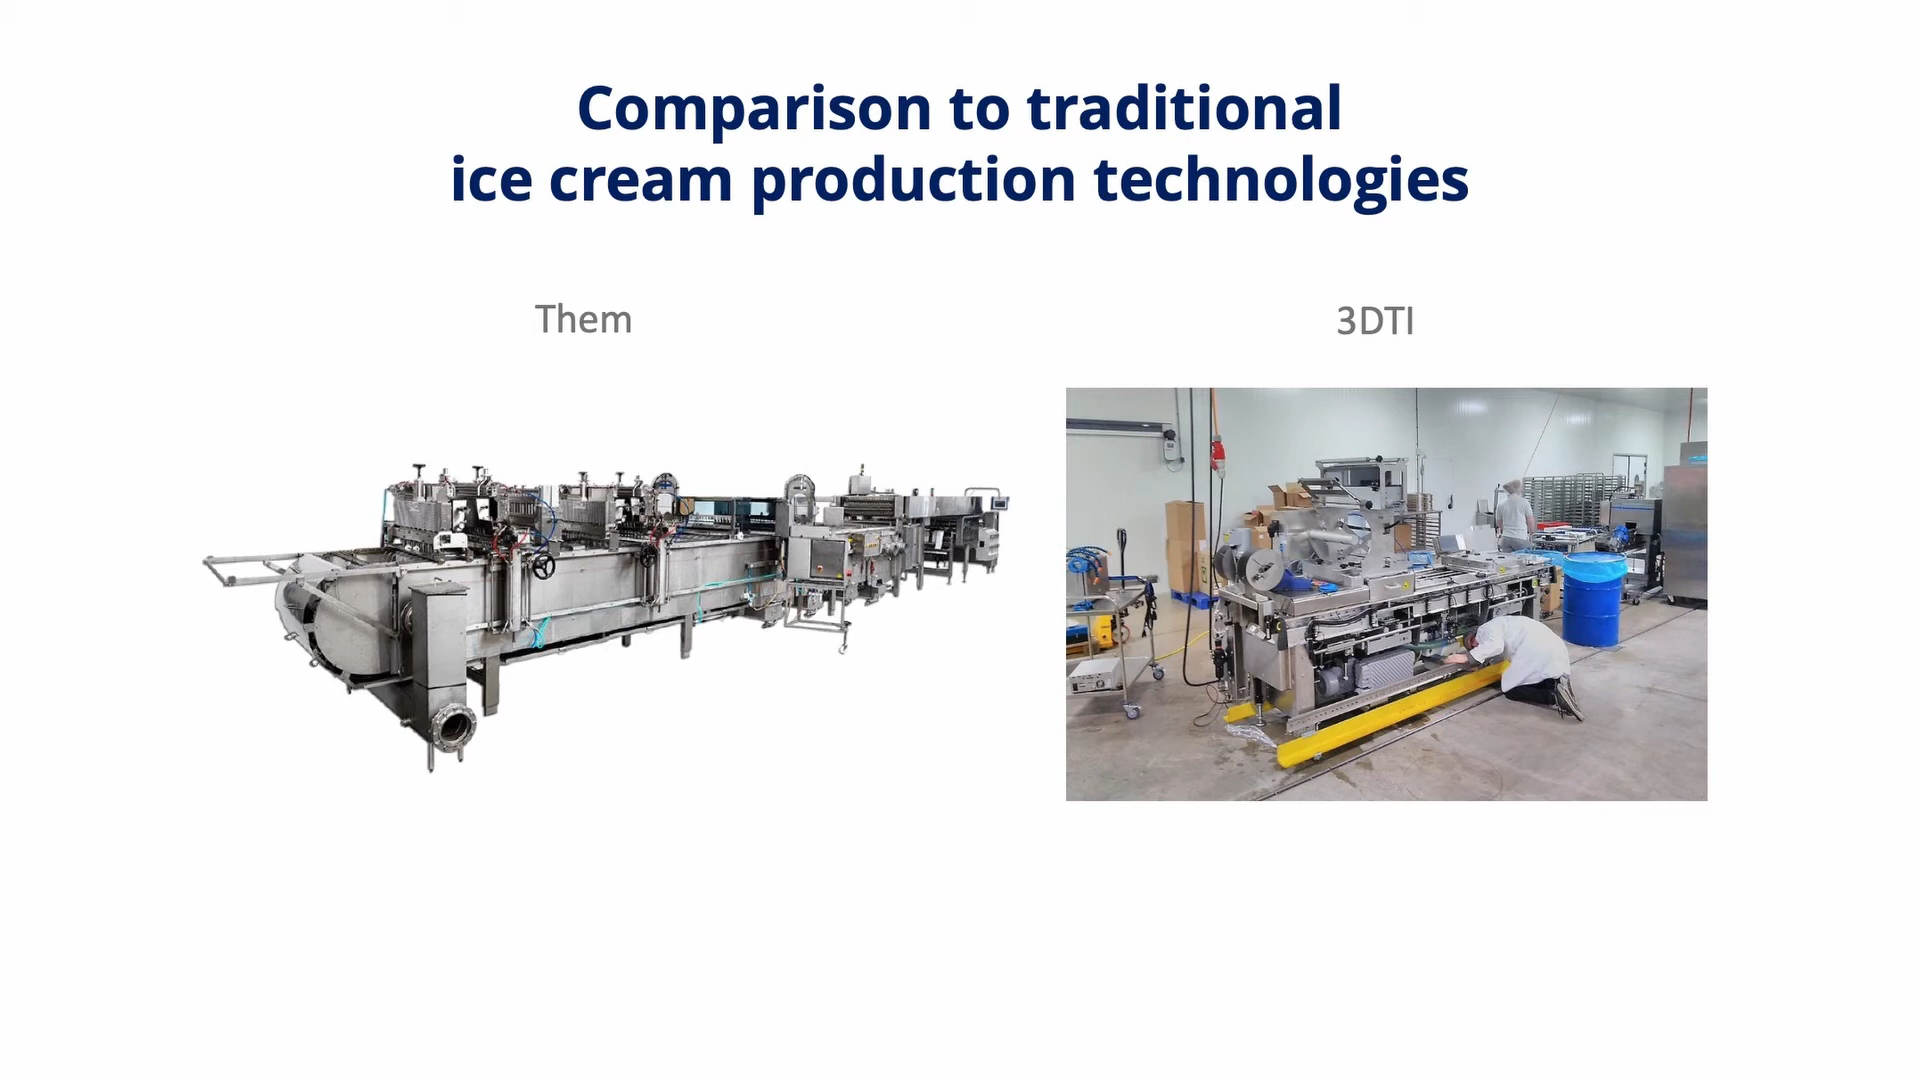 Comparison to traditional
ice cream production technologies
Them
3DTI